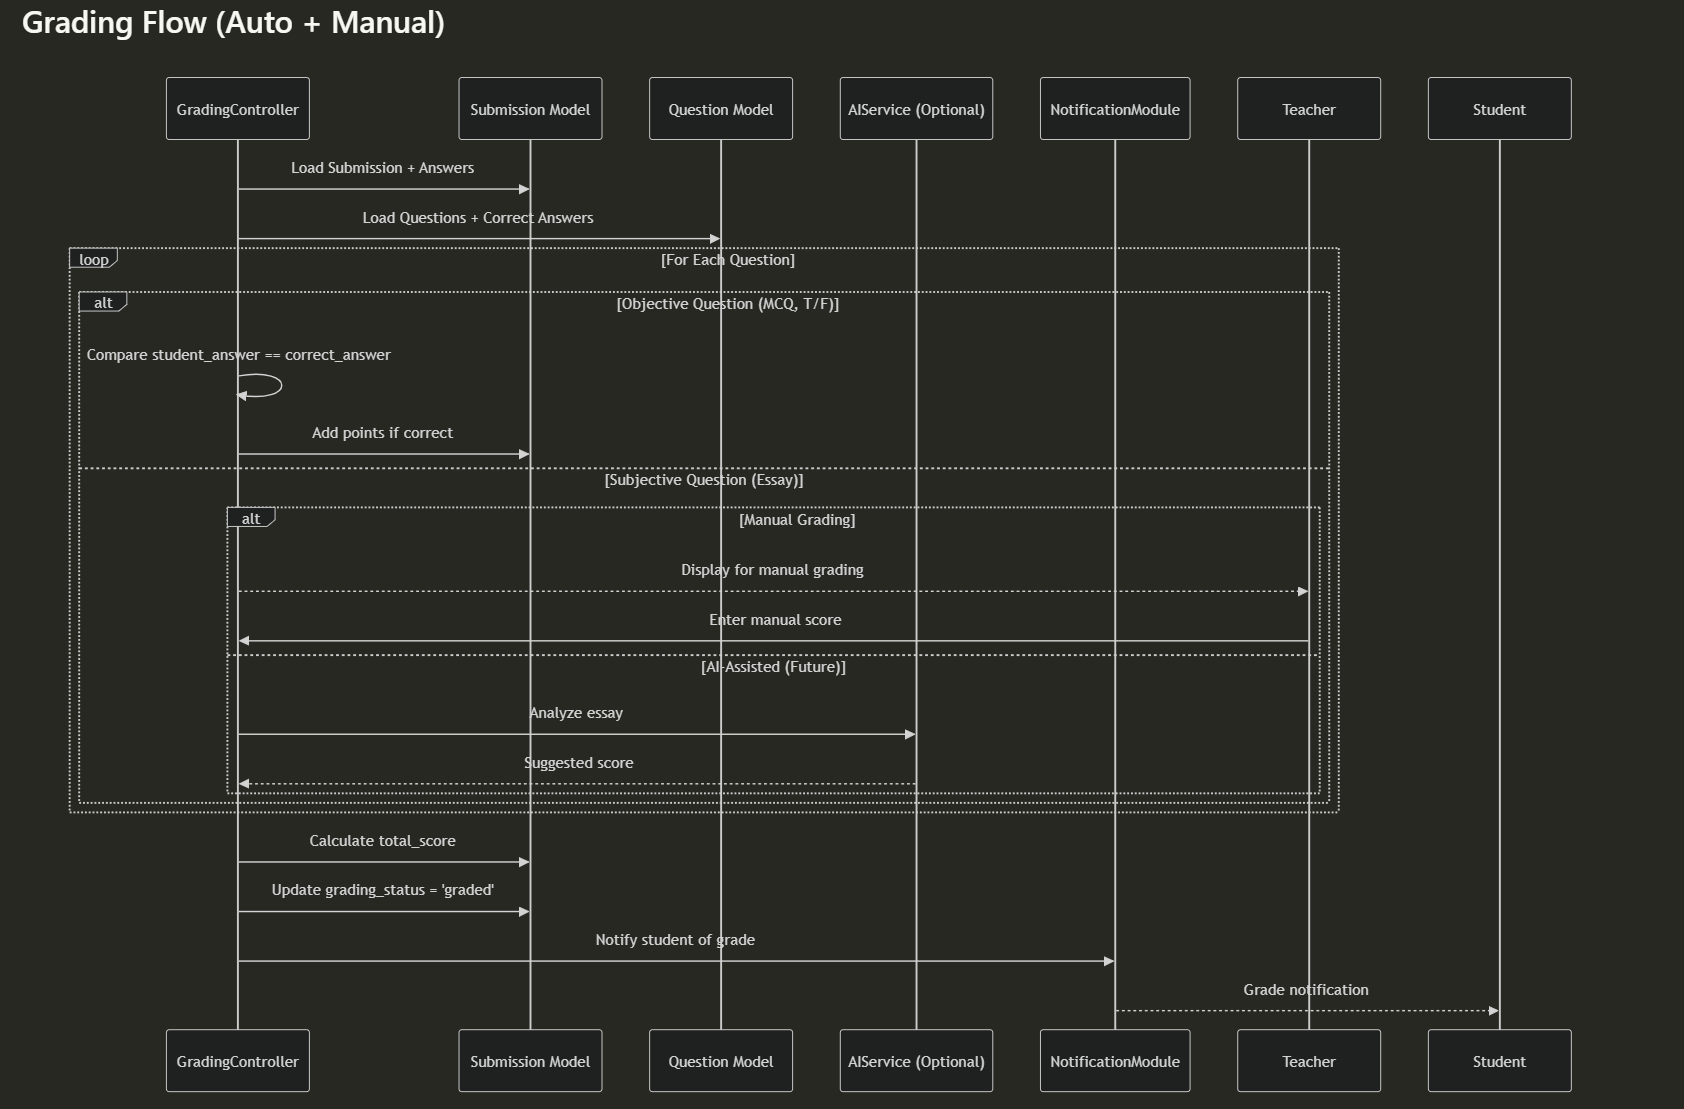 Grading Flow (Auto + Manual)
GradingController
Submission Model
Question Model
AIService (Optional)
NotificationModule
Teacher
Student
Load Submission + Answers
Load Questions + Correct Answers
loop
[For Each Question]
alt
[Objective Question (MCQ, T/F)]
Compare student_answer == correct_answer
Add points if correct
[Subjective Question (Essay)]
alt
[Manual Grading]
Display for manual grading
Enter manual score
[AI-Assisted (Future)]
Analyze essay
Suggested score
Calculate total_score
Update grading_status = 'graded'
Notify student of grade
Grade notification
GradingController
Submission Model
Question Model
AIService (Optional)
NotificationModule
Teacher
Student